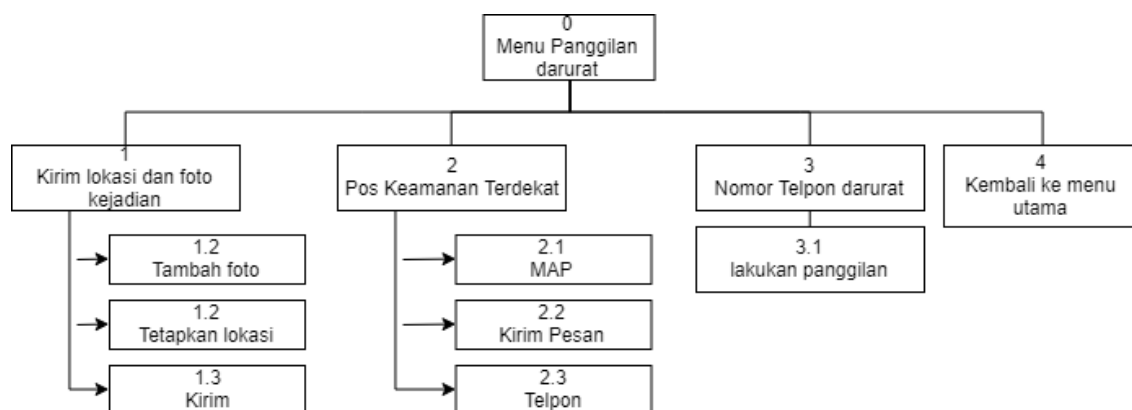 0
Menu Panggilan
darurat
1
Kirim lokasi dan foto
kejadian
2
Pos Keamanan Terdekat
3
Nomor Telpon darurat
4
Kembali ke menu
utama
1.2
Tambah foto
1.2
Tetapkan lokasi
1.3
Kirim
2.1
MAP
2.2
Kirim Pesan
2.3
Telpon
3.1
lakukan panggilan